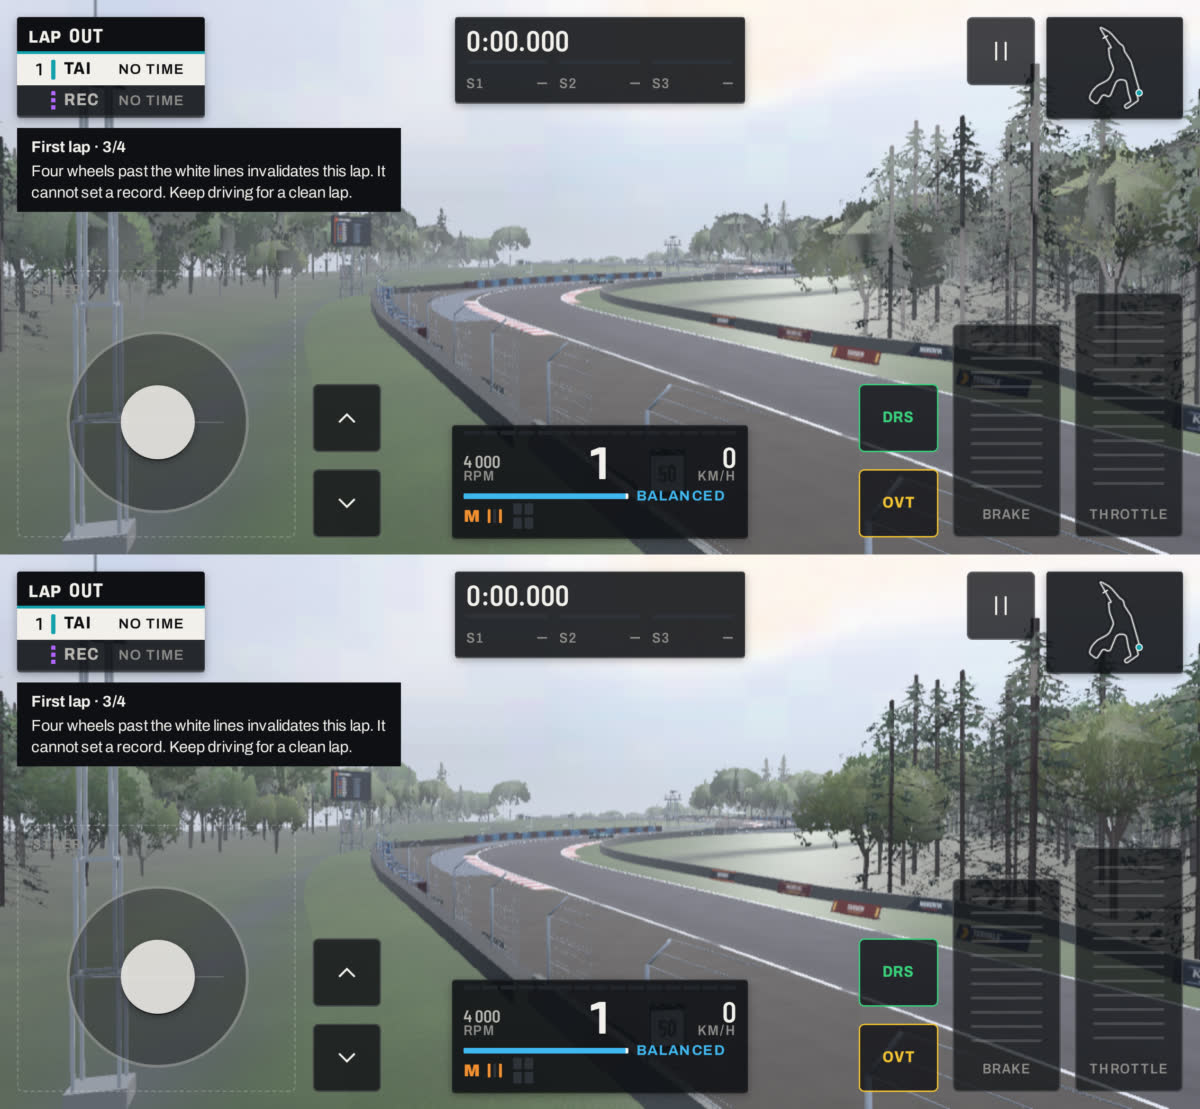 LAP OUT
0:00.000
1 TAI NO TIME
S1 – S2 – S3 –
REC NO TIME
First lap · 3/4
Four wheels past the white lines invalidates this lap. It
cannot set a record. Keep driving for a clean lap.
DRS
4 000 1 0
RPM 50 KM/H
BALANCED
OVT
M
BRAKE
THROTTLE
LAP OUT
0:00.000
1 TAI NO TIME
S1 – S2 – S3 –
REC NO TIME
First lap · 3/4
Four wheels past the white lines invalidates this lap. It
cannot set a record. Keep driving for a clean lap.
DRS
4 000 1 0
RPM 50 KM/H
BALANCED
OVT
M
BRAKE
THROTTLE